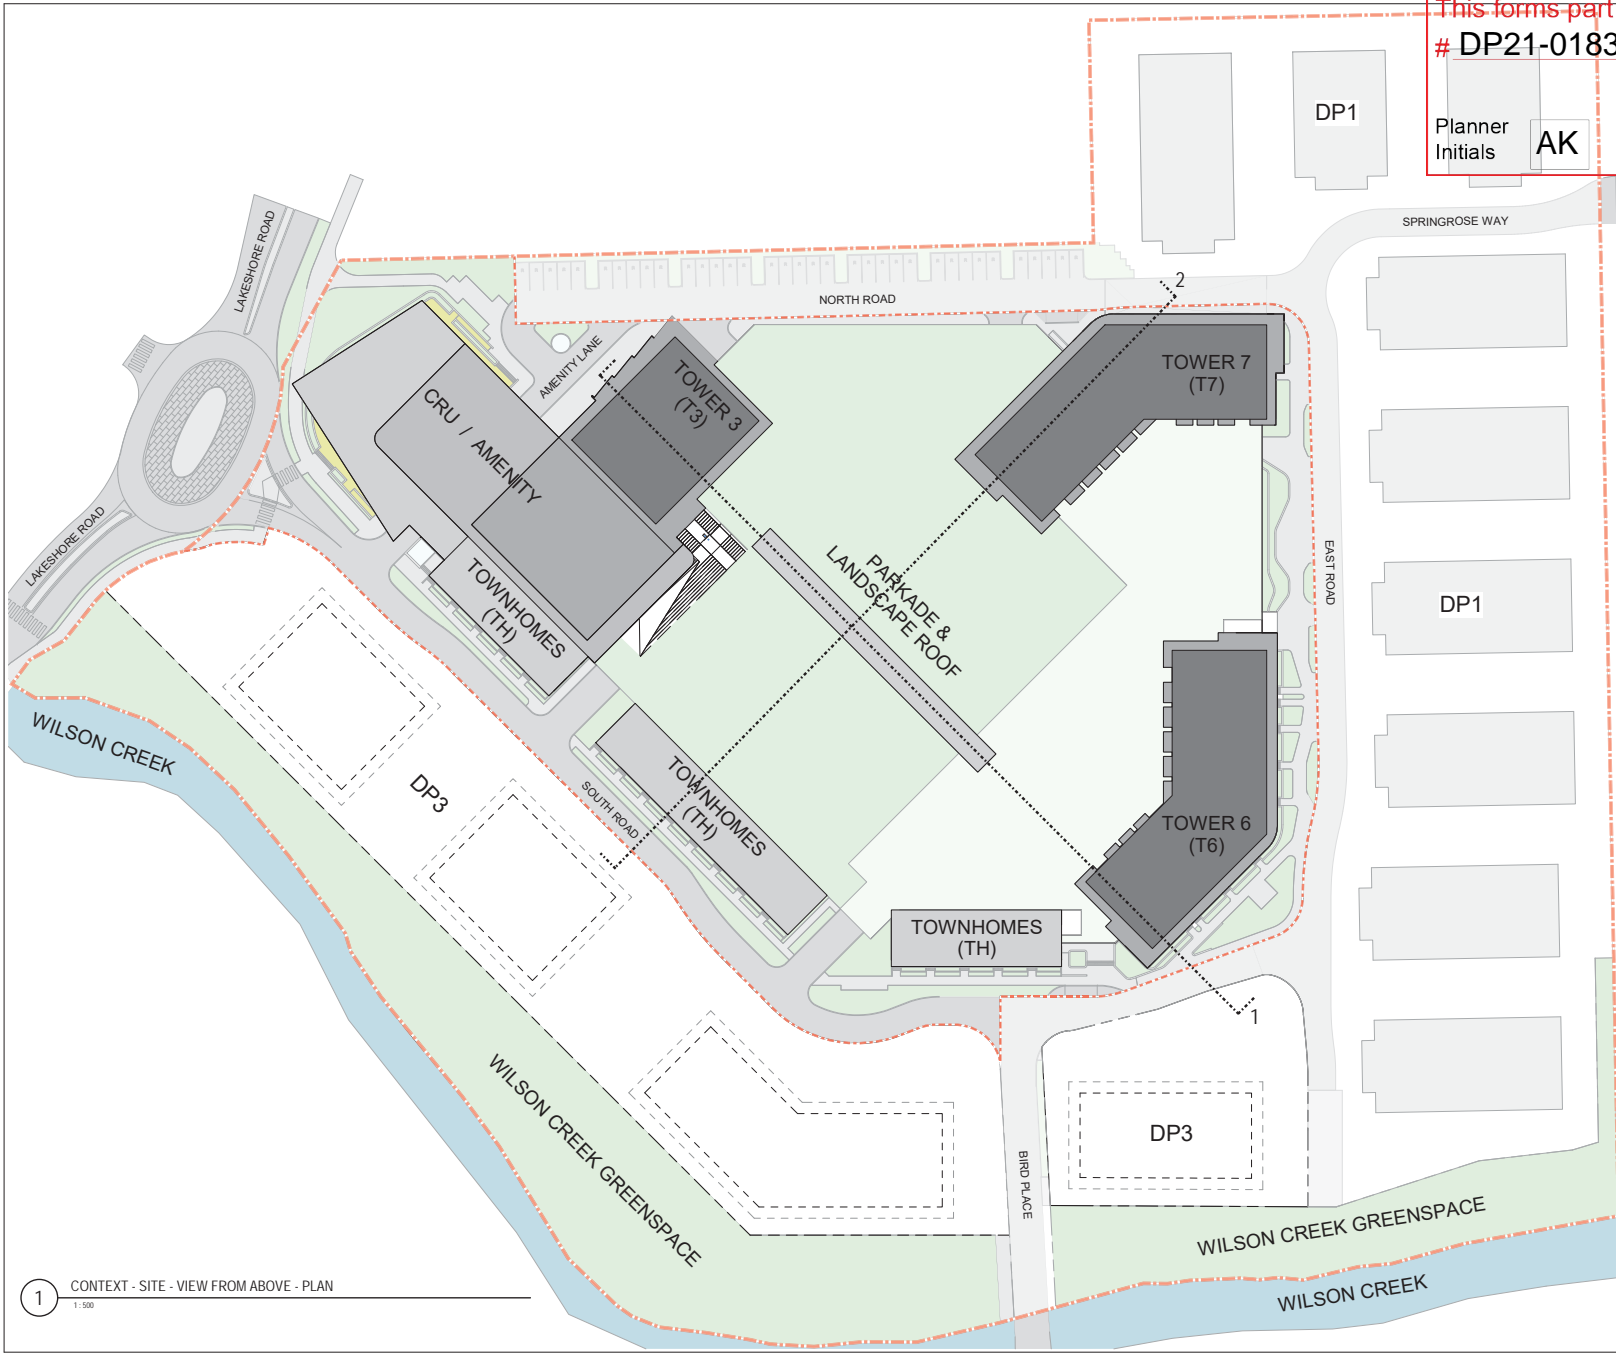 This forms part
# DP21-0183
Planner
Initials
AK
DP1
SPRINGROSE WAY
LAKESHORE ROAD
NORTH ROAD
2
AMENITY LANE
TOWER 3
(T3)
TOWER 7
(T7)
CRU / AMENITY
LAKESHORE ROAD
PARKADE &
LANDSCAPE ROOF
EAST ROAD
DP1
TOWNHOMES
(TH)
WILSON CREEK
DP3
SOUTH ROAD
TOWNHOMES
(TH)
TOWER 6
(T6)
TOWNHOMES
(TH)
1
WILSON CREEK GREENSPACE
BIRD PLACE
DP3
WILSON CREEK GREENSPACE
WILSON CREEK
1
CONTEXT - SITE - VIEW FROM ABOVE - PLAN
1 : 500